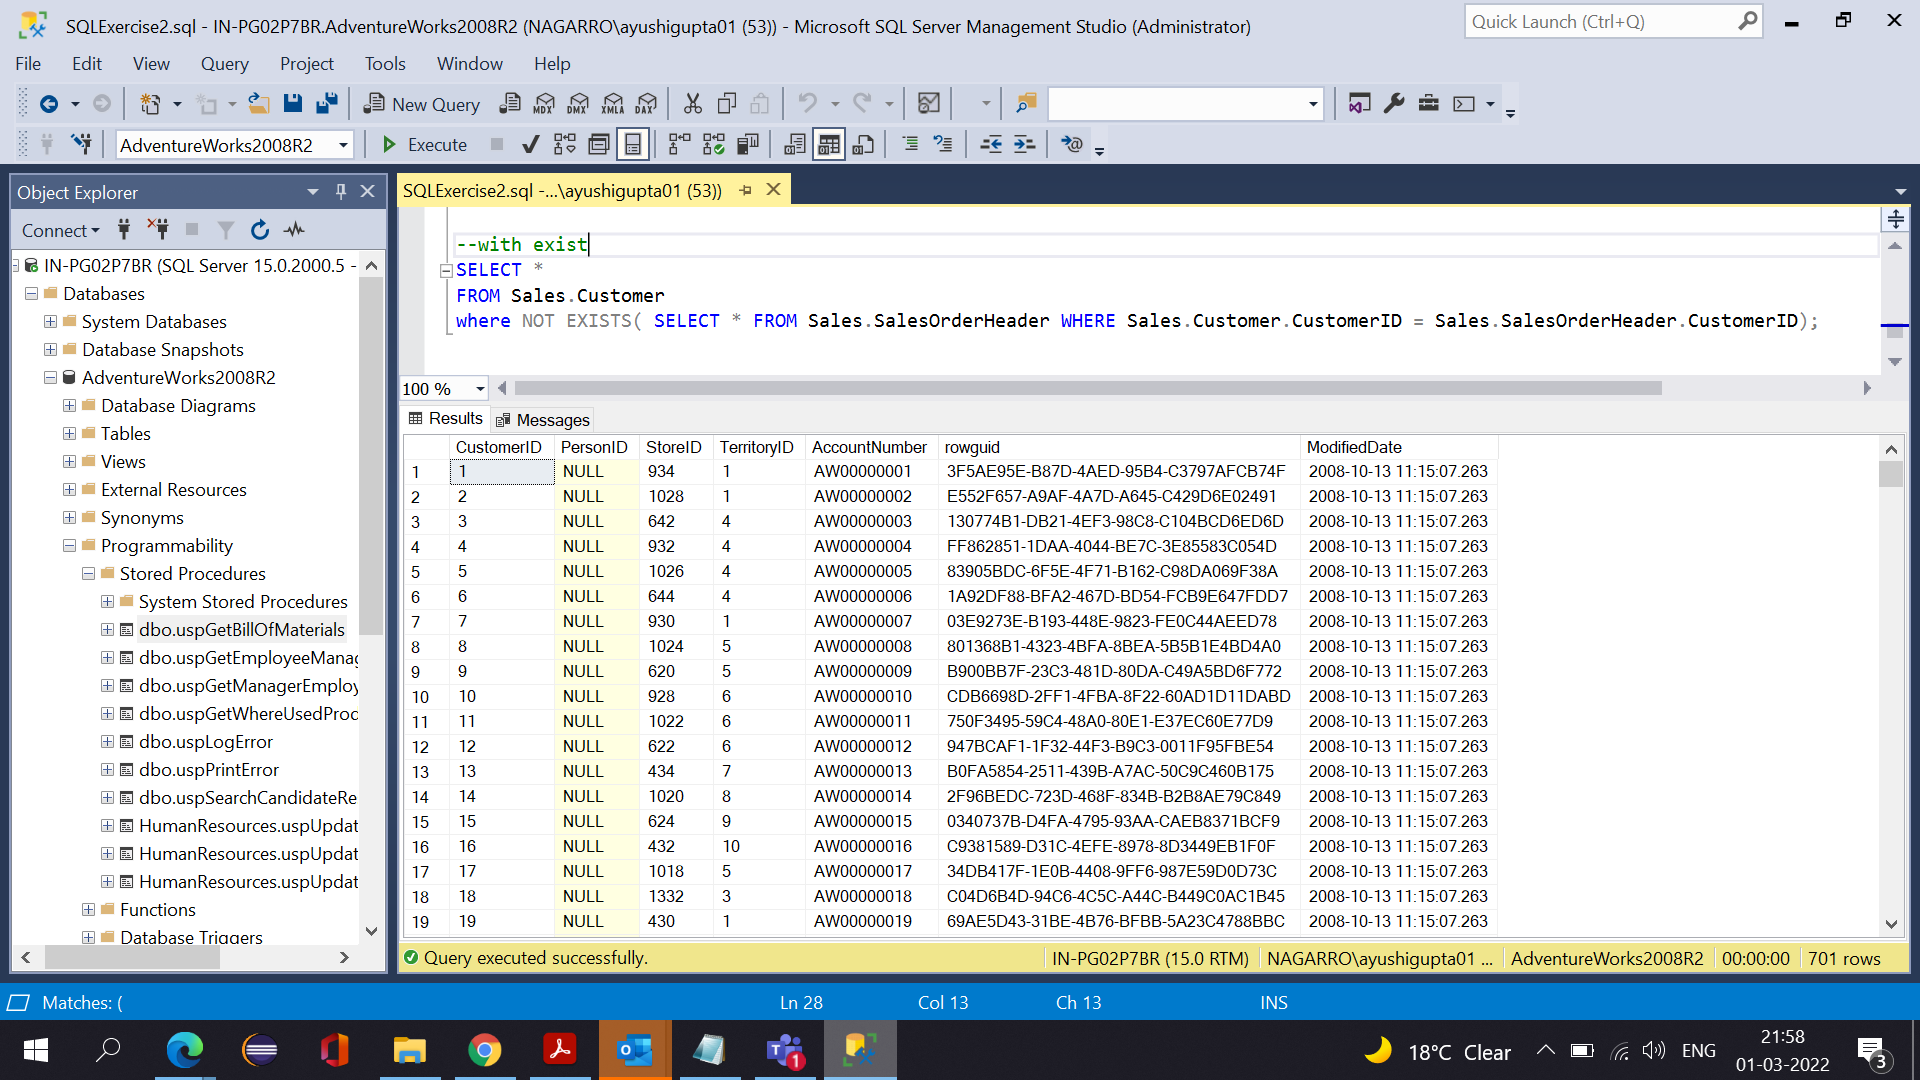 SQLExercise2.sql - IN-PG02P7BR.AdventureWorks2008R2 (NAGARRO\ayushigupta01 (53)) - Microsoft SQL Server Management Studio (Administrator)
Quick Launch (Ctrl+Q)
File Edit View Query Project Tools Window Help
New Query MDX DMX XMLA DAX
AdventureWorks2008R2 Execute
Object Explorer
Connect
IN-PG02P7BR (SQL Server 15.0.2000.5 -
Databases
System Databases
Database Snapshots
AdventureWorks2008R2
Database Diagrams
Tables
Views
External Resources
Synonyms
Programmability
Stored Procedures
System Stored Procedures
dbo.uspGetBillOfMaterials
dbo.uspGetEmployeeManag
dbo.uspGetManagerEmploy
dbo.uspGetWhereUsedProc
dbo.uspLogError
dbo.uspPrintError
dbo.uspSearchCandidateRe
HumanResources.uspUpdat
HumanResources.uspUpdat
HumanResources.uspUpdat
Functions
Database Triggers
SQLExercise2.sql -...\ayushigupta01 (53))
--with exist
SELECT *
FROM Sales.Customer
where NOT EXISTS( SELECT * FROM Sales.SalesOrderHeader WHERE Sales.Customer.CustomerID = Sales.SalesOrderHeader.CustomerID);
100 %
Results Messages
CustomerID PersonID StoreID TerritoryID AccountNumber rowguid ModifiedDate
1 1 NULL 934 1 AW00000001 3F5AE95E-B87D-4AED-95B4-C3797AFCB74F 2008-10-13 11:15:07.263
2 2 NULL 1028 1 AW00000002 E552F657-A9AF-4A7D-A645-C429D6E02491 2008-10-13 11:15:07.263
3 3 NULL 642 4 AW00000003 130774B1-DB21-4EF3-98C8-C104BCD6ED6D 2008-10-13 11:15:07.263
4 4 NULL 932 4 AW00000004 FF862851-1DAA-4044-BE7C-3E85583C054D 2008-10-13 11:15:07.263
5 5 NULL 1026 4 AW00000005 83905BDC-6F5E-4F71-B162-C98DA069F38A 2008-10-13 11:15:07.263
6 6 NULL 644 4 AW00000006 1A92DF88-BFA2-467D-BD54-FCB9E647FDD7 2008-10-13 11:15:07.263
7 7 NULL 930 1 AW00000007 03E9273E-B193-448E-9823-FE0C44AEED78 2008-10-13 11:15:07.263
8 8 NULL 1024 5 AW00000008 801368B1-4323-4BFA-8BEA-5B5B1E4BD4A0 2008-10-13 11:15:07.263
9 9 NULL 620 5 AW00000009 B900BB7F-23C3-481D-80DA-C49A5BD6F772 2008-10-13 11:15:07.263
10 10 NULL 928 6 AW00000010 CDB6698D-2FF1-4FBA-8F22-60AD1D11DABD 2008-10-13 11:15:07.263
11 11 NULL 1022 6 AW00000011 750F3495-59C4-48A0-80E1-E37EC60E77D9 2008-10-13 11:15:07.263
12 12 NULL 622 6 AW00000012 947BCAF1-1F32-44F3-B9C3-0011F95FBE54 2008-10-13 11:15:07.263
13 13 NULL 434 7 AW00000013 B0FA5854-2511-439B-A7AC-50C9C460B175 2008-10-13 11:15:07.263
14 14 NULL 1020 8 AW00000014 2F96BEDC-723D-468F-834B-B2B8AE79C849 2008-10-13 11:15:07.263
15 15 NULL 624 9 AW00000015 0340737B-D4FA-4795-93AA-CAEB8371BCF9 2008-10-13 11:15:07.263
16 16 NULL 432 10 AW00000016 C9381589-D31C-4EFE-8978-8D3449EB1F0F 2008-10-13 11:15:07.263
17 17 NULL 1018 5 AW00000017 34DB417F-1E0B-4408-9FF6-987E59D0D73C 2008-10-13 11:15:07.263
18 18 NULL 1332 3 AW00000018 C04D6B4D-94C6-4C5C-A44C-B449C0AC1B45 2008-10-13 11:15:07.263
19 19 NULL 430 1 AW00000019 69AE5D43-31BE-4B76-BFBB-5A23C4788BBC 2008-10-13 11:15:07.263
Query executed successfully. IN-PG02P7BR (15.0 RTM) NAGARRO\ayushigupta01 ... AdventureWorks2008R2 00:00:00 701 rows
Matches: ( Ln 28 Col 13 Ch 13 INS
1 18°C Clear ENG 21:58
01-03-2022 3